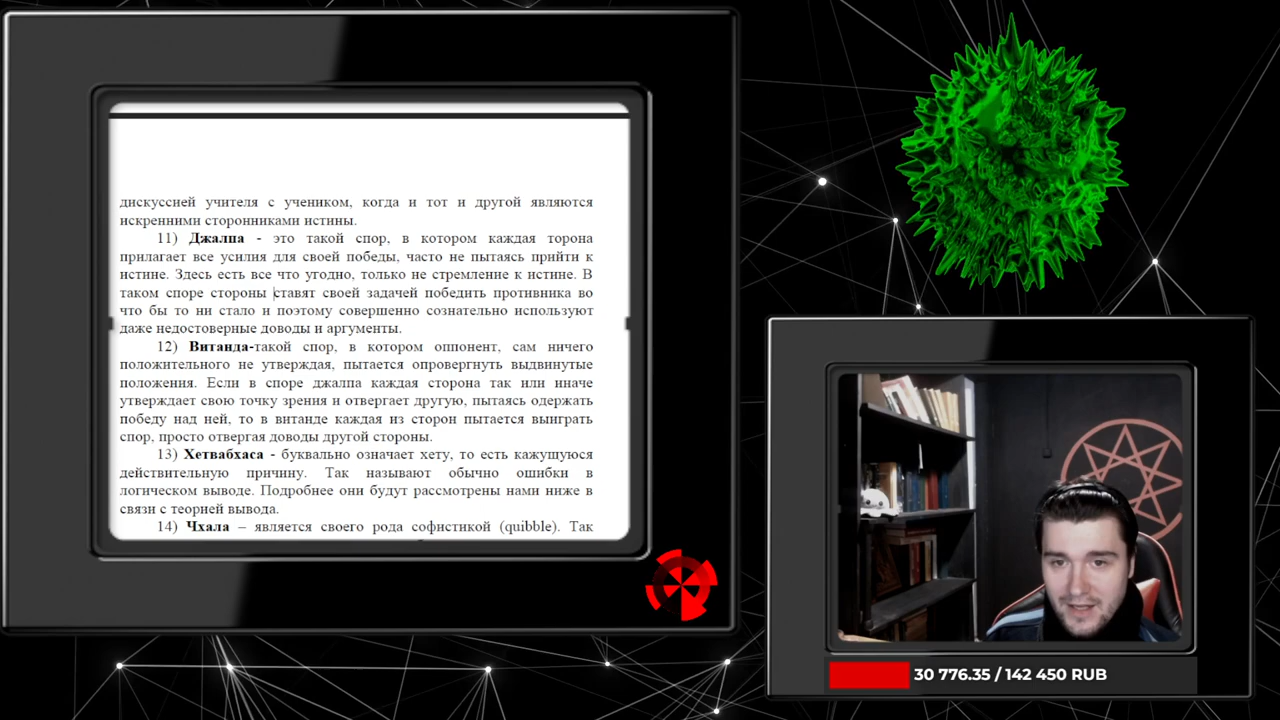 дискуссией учителя с учеником, когда и тот и другой являются
искренними сторонниками истины.
11) Джалпа - это такой спор, в котором каждая торона
прилагает все усилия для своей победы, часто не пытаясь прийти к
истине. Здесь есть все что угодно, только не стремление к истине. В
таком споре стороны ставят своей задачей победить противника во
что бы то ни стало и поэтому совершенно сознательно используют
даже недостоверные доводы и аргументы.
12) Витанда-такой спор, в котором оппонент, сам ничего
положительного не утверждая, пытается опровергнуть выдвинутые
положения. Если в споре джалпа каждая сторона так или иначе
утверждает свою точку зрения и отвергает другую, пытаясь одержать
победу над ней, то в витанде каждая из сторон пытается выиграть
спор, просто отвергая доводы другой стороны.
13) Хетвабхаса - буквально означает хету, то есть кажущуюся
действительную причину. Так называют обычно ошибки в
логическом выводе. Подробнее они будут рассмотрены нами ниже в
связи с теорией вывода.
14) Чхала – является своего рода софистикой (quibble). Так
30 776.35 / 142 450 RUB